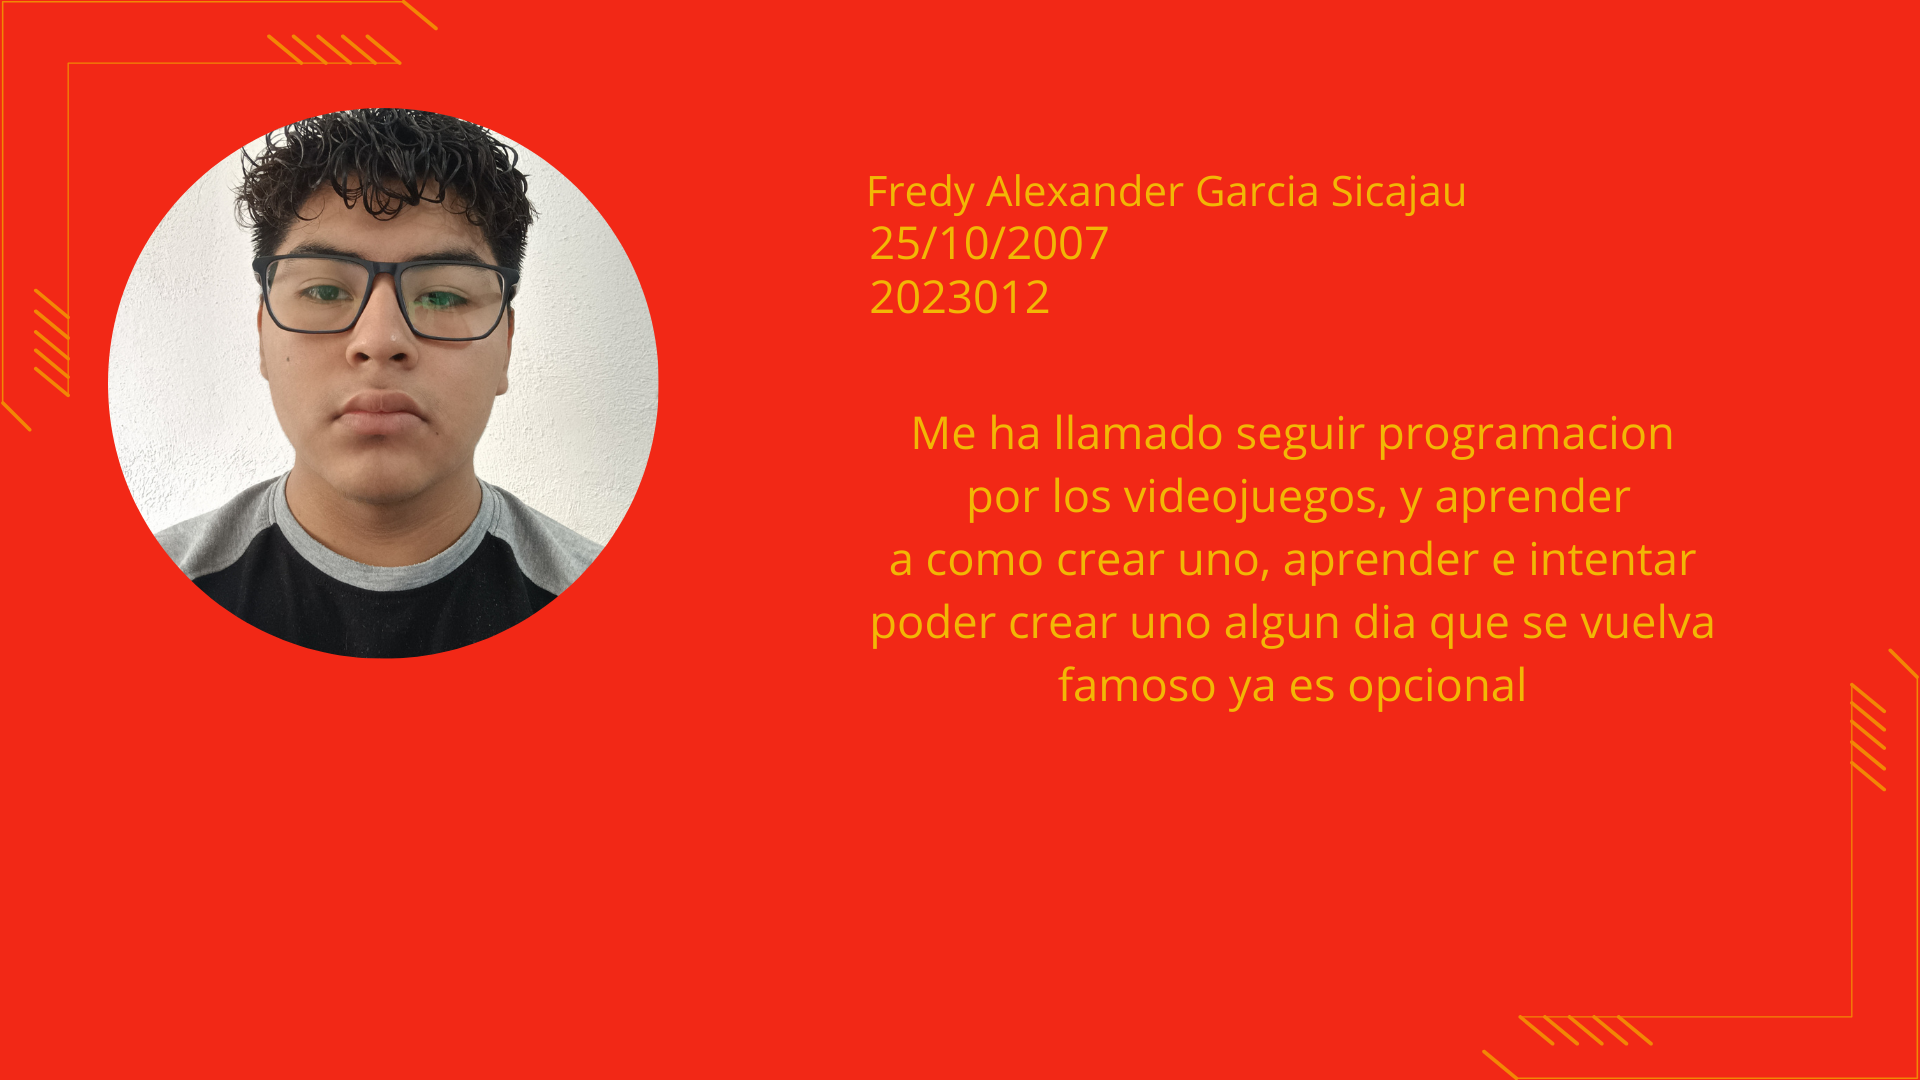 Fredy Alexander Garcia Sicajau
25/10/2007
2023012
Me ha llamado seguir programacion
por los videojuegos, y aprender
a como crear uno, aprender e intentar
poder crear uno algun dia que se vuelva
famoso ya es opcional